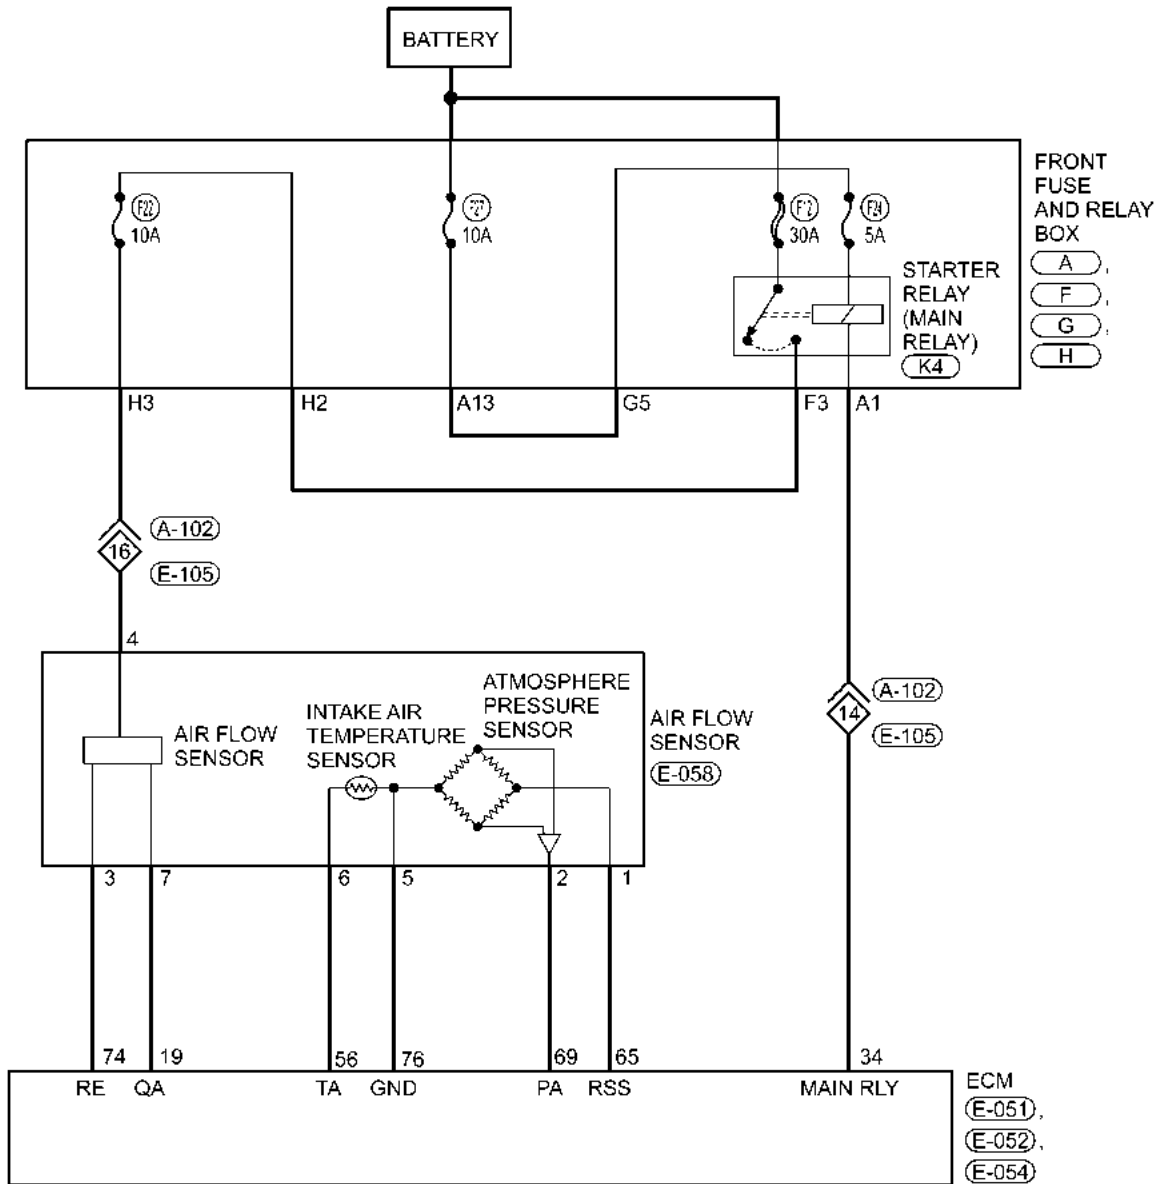 BATTERY
FRONT
FUSE
AND RELAY
BOX
A,
F,
G,
H
F22
10A
F27
10A
F12
30A
F24
5A
STARTER
RELAY
(MAIN
RELAY)
K4
H3
H2
A13
G5
F3
A1
A-102
16
E-105
4
A-102
14
E-105
AIR FLOW
SENSOR
INTAKE AIR
TEMPERATURE
SENSOR
ATMOSPHERE
PRESSURE
SENSOR
AIR FLOW
SENSOR
E-058
3
7
6
5
2
1
74
19
56
76
69
65
34
RE
QA
TA
GND
PA
RSS
MAIN RLY
ECM
E-051,
E-052,
E-054